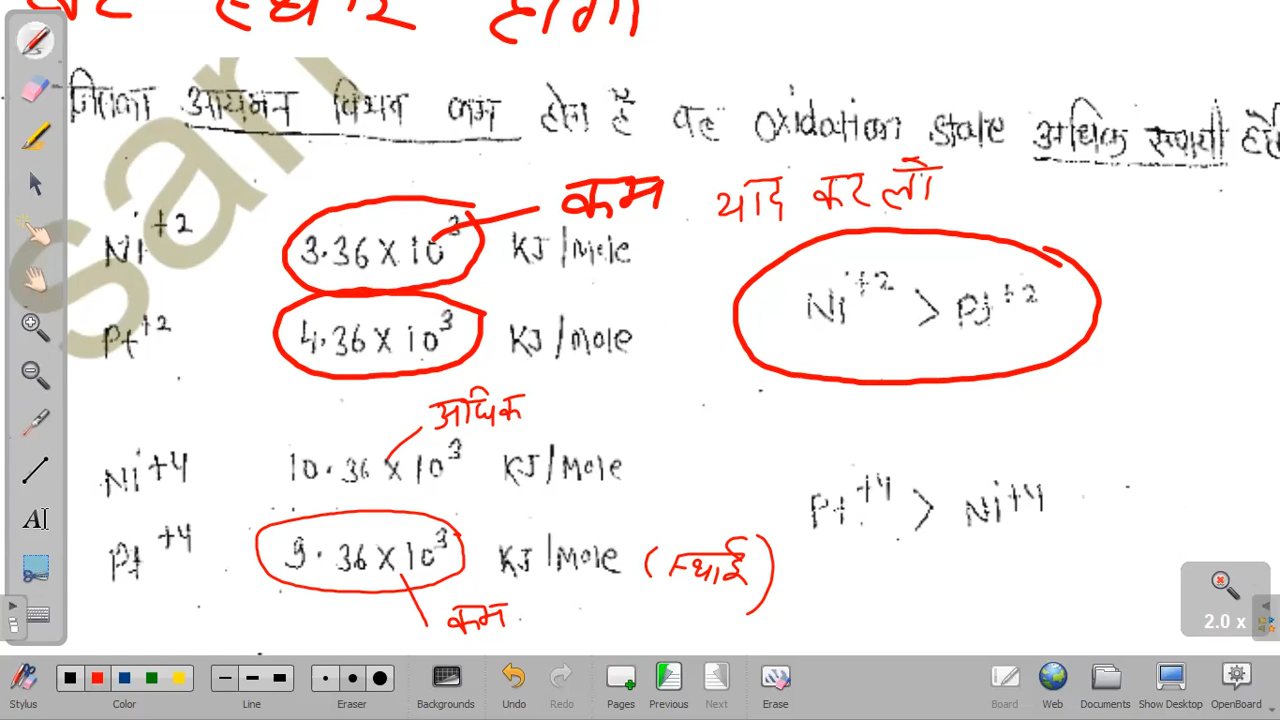 वह स्थाई होगा
जिसका आयनन विभव कम होता है वह oxidation state अधिक स्थायी
Ni+2 3.36 x 10³ KJ/Mole कम याद कर लो
Pt+2 4.36 x 10³ KJ/Mole
Ni+2 > Pt+2
अधिक
Ni+4 10.36 x 10³ KJ/Mole
Pt+4 > Ni+4
Pt+4 9.36 x 10³ KJ/Mole (स्थाई)
कम
San
2.0 x
Stylus Color Line Eraser Backgrounds Undo Redo Pages Previous Next Erase Board Web Documents Show Desktop OpenBoard